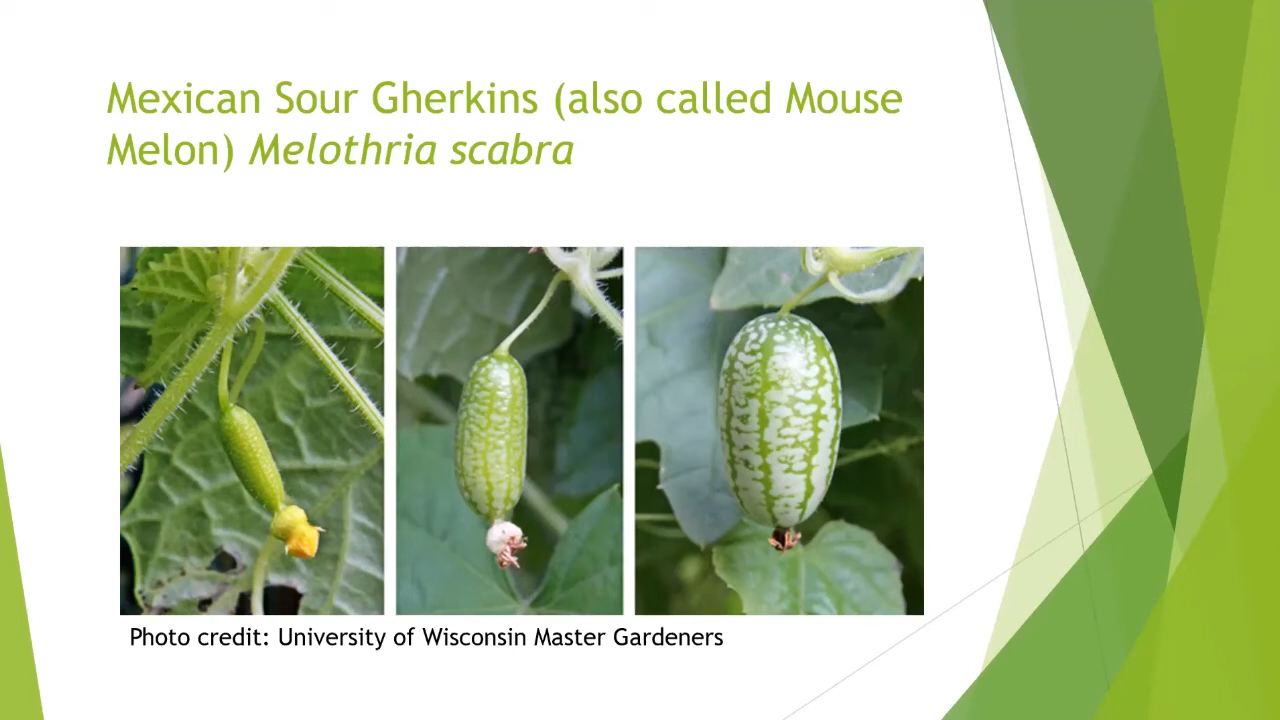 Mexican Sour Gherkins (also called Mouse
Melon) Melothria scabra
Photo credit: University of Wisconsin Master Gardeners